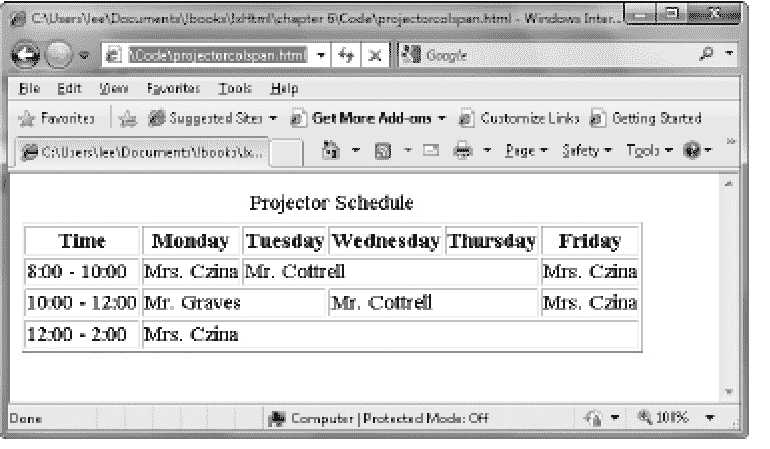 C:\Users\lee\Documents\!books\!xHtml\chapter 6\Code\projectorcolspan.html - Windows Inter...
\Code\projectorcolspan.html Google
File Edit View Favorites Tools Help
Favorites Suggested Sites Get More Add-ons Customize Links Getting Started
C:\Users\lee\Documents\!books\!x... Page Safety Tools »
Projector Schedule
Time Monday Tuesday Wednesday Thursday Friday
8:00 - 10:00 Mrs. Czina Mr. Cottrell Mrs. Czina
10:00 - 12:00 Mr. Graves Mr. Cottrell Mrs. Czina
12:00 - 2:00 Mrs. Czina
Done Computer | Protected Mode: Off 100%